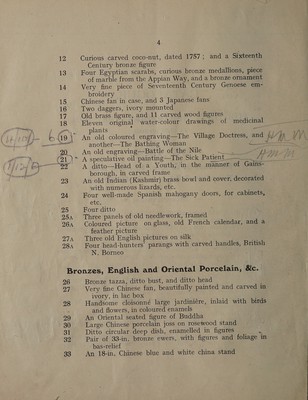 4
12 Curious carved coco-nut, dated 1757; and a Sixteenth
Century bronze figure
13 Four Egyptian scarabs, curious bronze medallious, piece
of marble from the Appian Way, and a bronze ornament
14 Very fine piece of Seventeenth Century Genoese em-
broidery
15 Chinese fan in case, and 3 Japanese fans
16 Two daggers, ivory mounted
17 Old brass figure, and 11 carved wood figures
18 Eleven original water-colour drawings of medicinal
plants
19 An old coloured engraving—The Village Doctress, and
another—The Bathing Woman
20 An old engraving—Battle of the Nile
21 A speculative oil painting—The Sick Patient
22 A ditto—Head of a Youth, in the manner of Gains-
borough, in carved frame
23 An old Indian (Kashmir) brass bowl and cover, decorated
with numerous lizards, etc.
24 Four well-made Spanish mahogany doors, for cabinets,
etc.
25 Four ditto
25A Three panels of old needlework, framed
26A Coloured picture on glass, old French calendar, and a
feather picture
27A Three old English pictures on silk
28A Four head-hunters' parangs with carved handles, British
N. Borneo
Bronzes, English and Oriental Porcelain, &c.
26 Bronze tazza, ditto bust, and ditto head
27 Very fine Chinese fan, beautifully painted and carved in
ivory, in lac box
28 Handsome cloisonné large jardinière, inlaid with birds
and flowers, in coloured enamels
29 An Oriental seated figure of Buddha
30 Large Chinese porcelain joss on rosewood stand
31 Ditto circular deep dish, enamelled in figures
32 Pair of 33-in. bronze ewers, with figures and foliage in
bas-relief
33 An 18-in. Chinese blue and white china stand